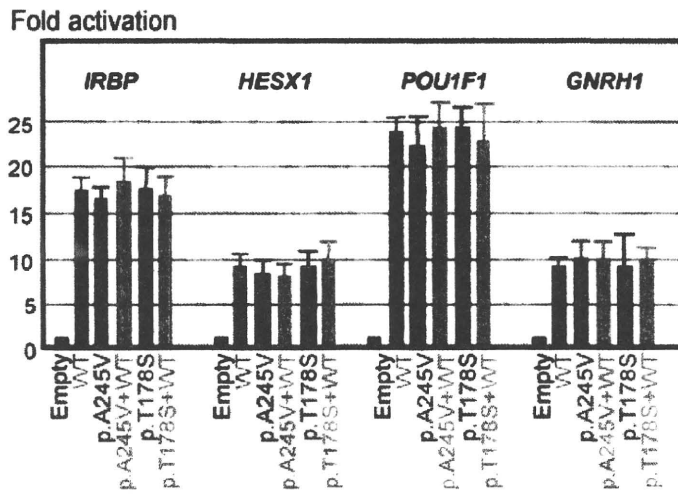 Fold activation
IRBP HESX1 POU1F1 GNRH1
25
20
15
10
5
0
Empty
WT
p.A245V
p.A245V+WT
p.T178S
p.T178S+WT
Empty
WT
p.A245V
p.A245V+WT
p.T178S
p.T178S+WT
Empty
WT
p.A245V
p.A245V+WT
p.T178S
p.T178S+WT
Empty
WT
p.A245V
p.A245V+WT
p.T178S
p.T178S+WT